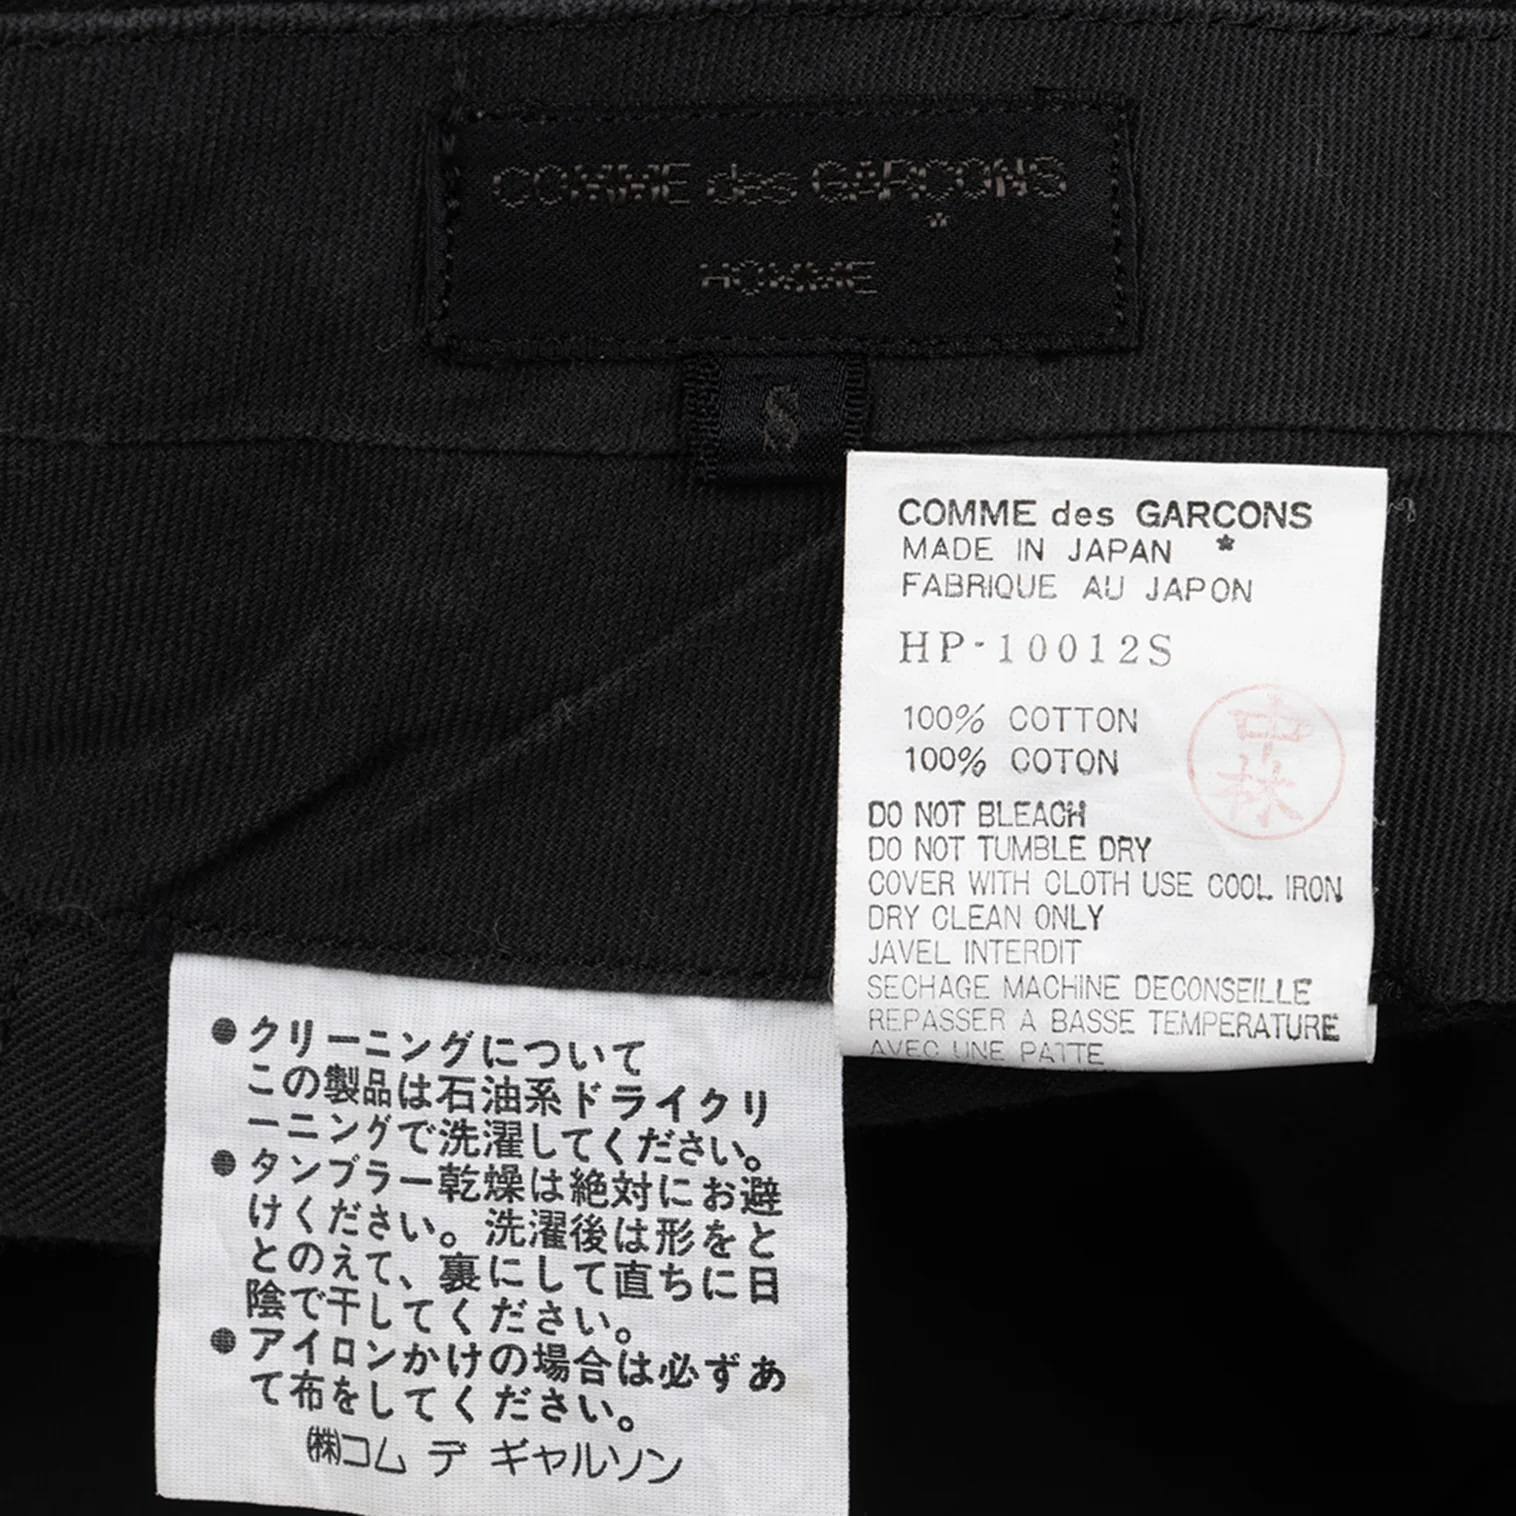 COMME des GARÇONS
HOMME
S
COMME des GARCONS
MADE IN JAPAN *
FABRIQUE AU JAPON
HP-10012S
100% COTTON
100% COTON
中林
DO NOT BLEACH
DO NOT TUMBLE DRY
COVER WITH CLOTH USE COOL IRON
DRY CLEAN ONLY
JAVEL INTERDIT
SECHAGE MACHINE DECONSEILLE
REPASSER A BASSE TEMPERATURE
AVEC UNE PATTE
●クリーニングについて
この製品は石油系ドライクリ
ーニングで洗濯してください。
●タンブラー乾燥は絶対にお避
けください。洗濯後は形をと
とのえて、裏にして直ちに日
陰で干してください。
●アイロンかけの場合は必ずあ
て布をしてください。
㈱コム デ ギャルソン